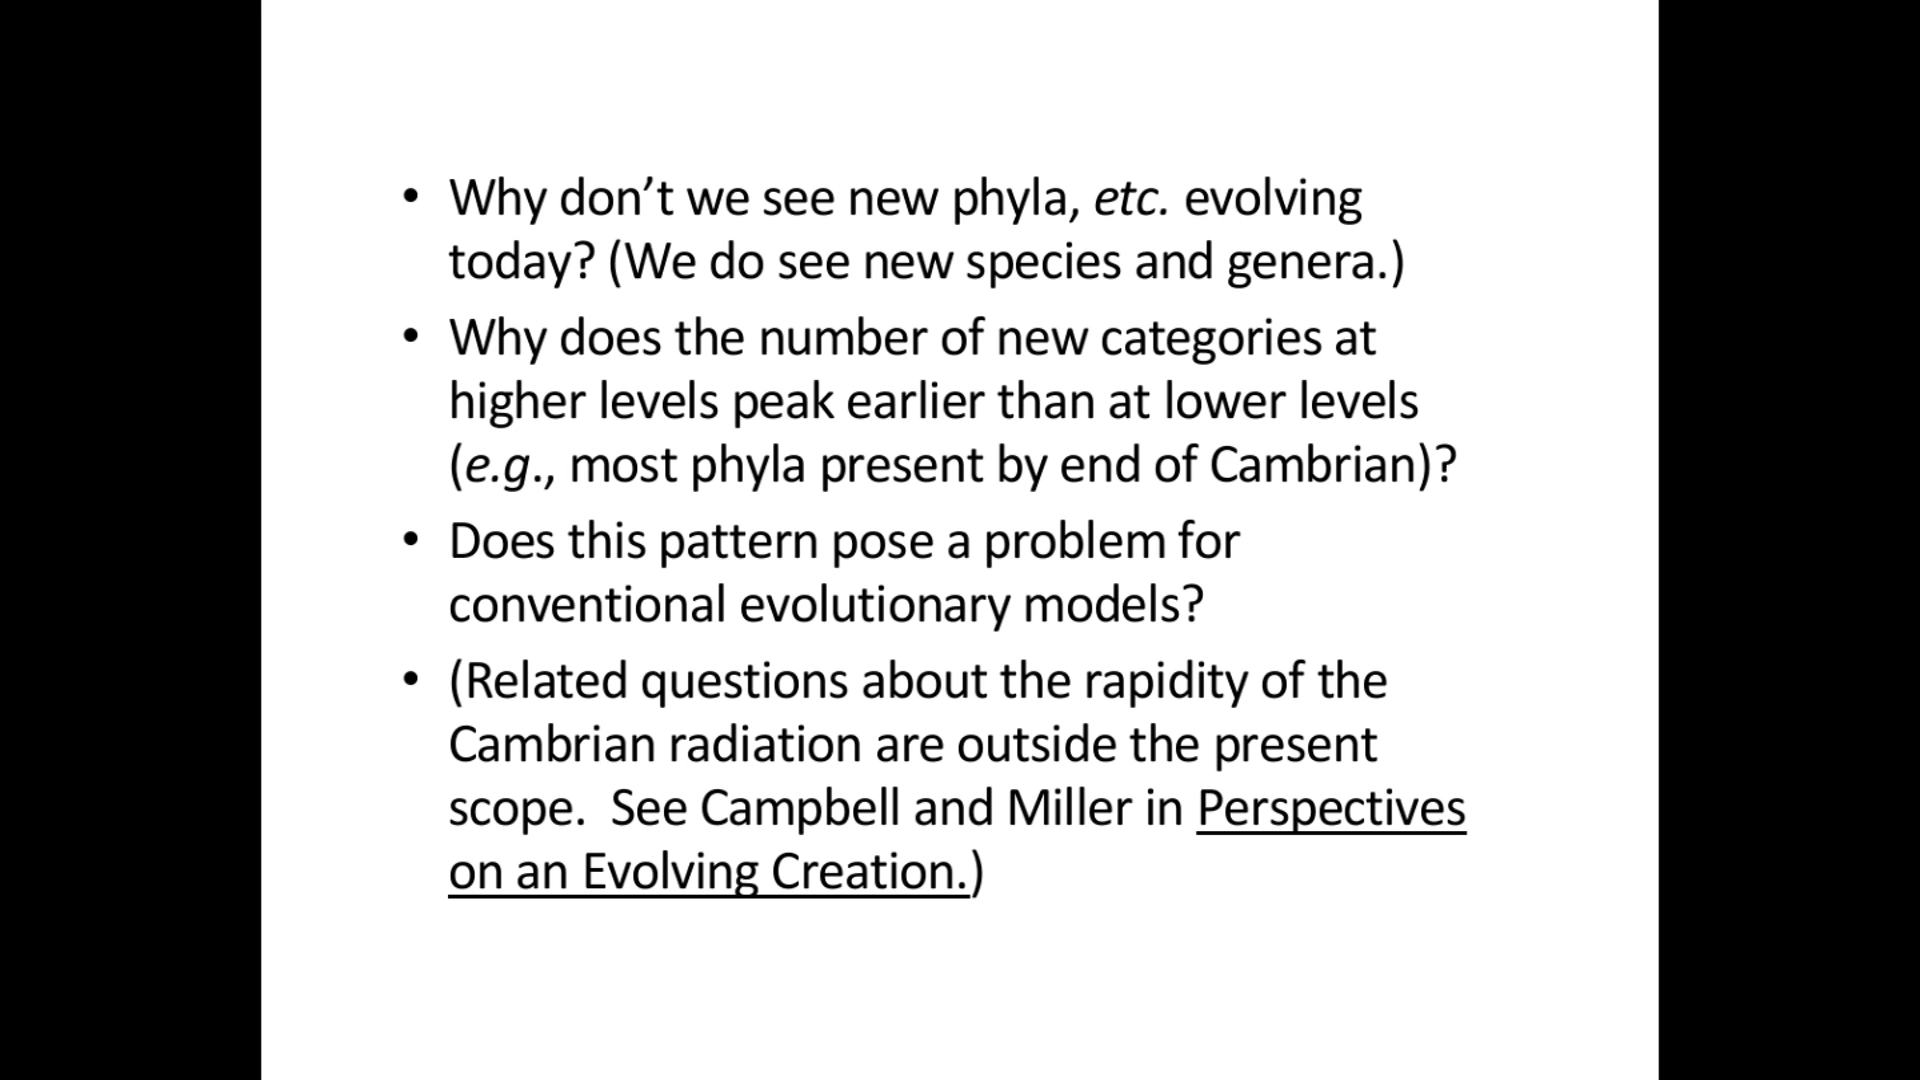 • Why don’t we see new phyla, etc. evolving
today? (We do see new species and genera.)
• Why does the number of new categories at
higher levels peak earlier than at lower levels
(e.g., most phyla present by end of Cambrian)?
• Does this pattern pose a problem for
conventional evolutionary models?
• (Related questions about the rapidity of the
Cambrian radiation are outside the present
scope.  See Campbell and Miller in Perspectives
on an Evolving Creation.)